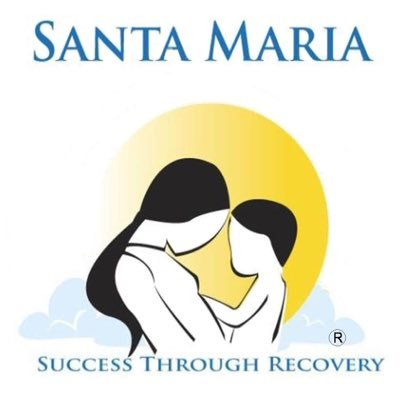 SANTA MARIA
®
SUCCESS THROUGH RECOVERY